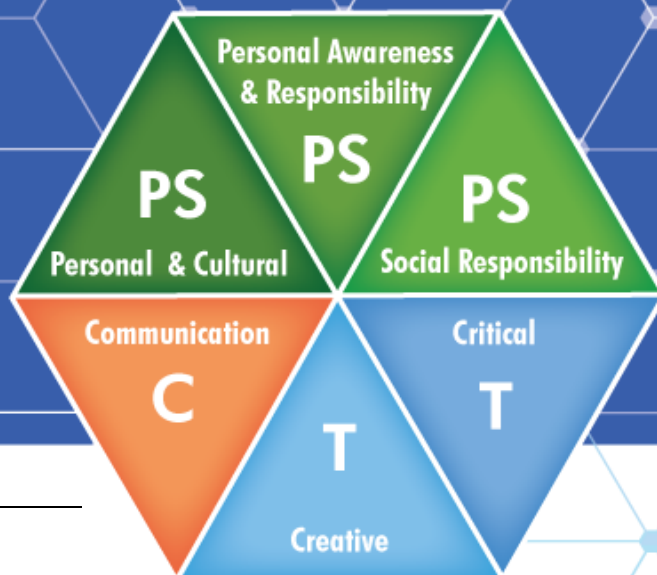 Personal Awareness
& Responsibility
PS
PS
Personal & Cultural
PS
Social Responsibility
Communication
C
Critical
T
T
Creative